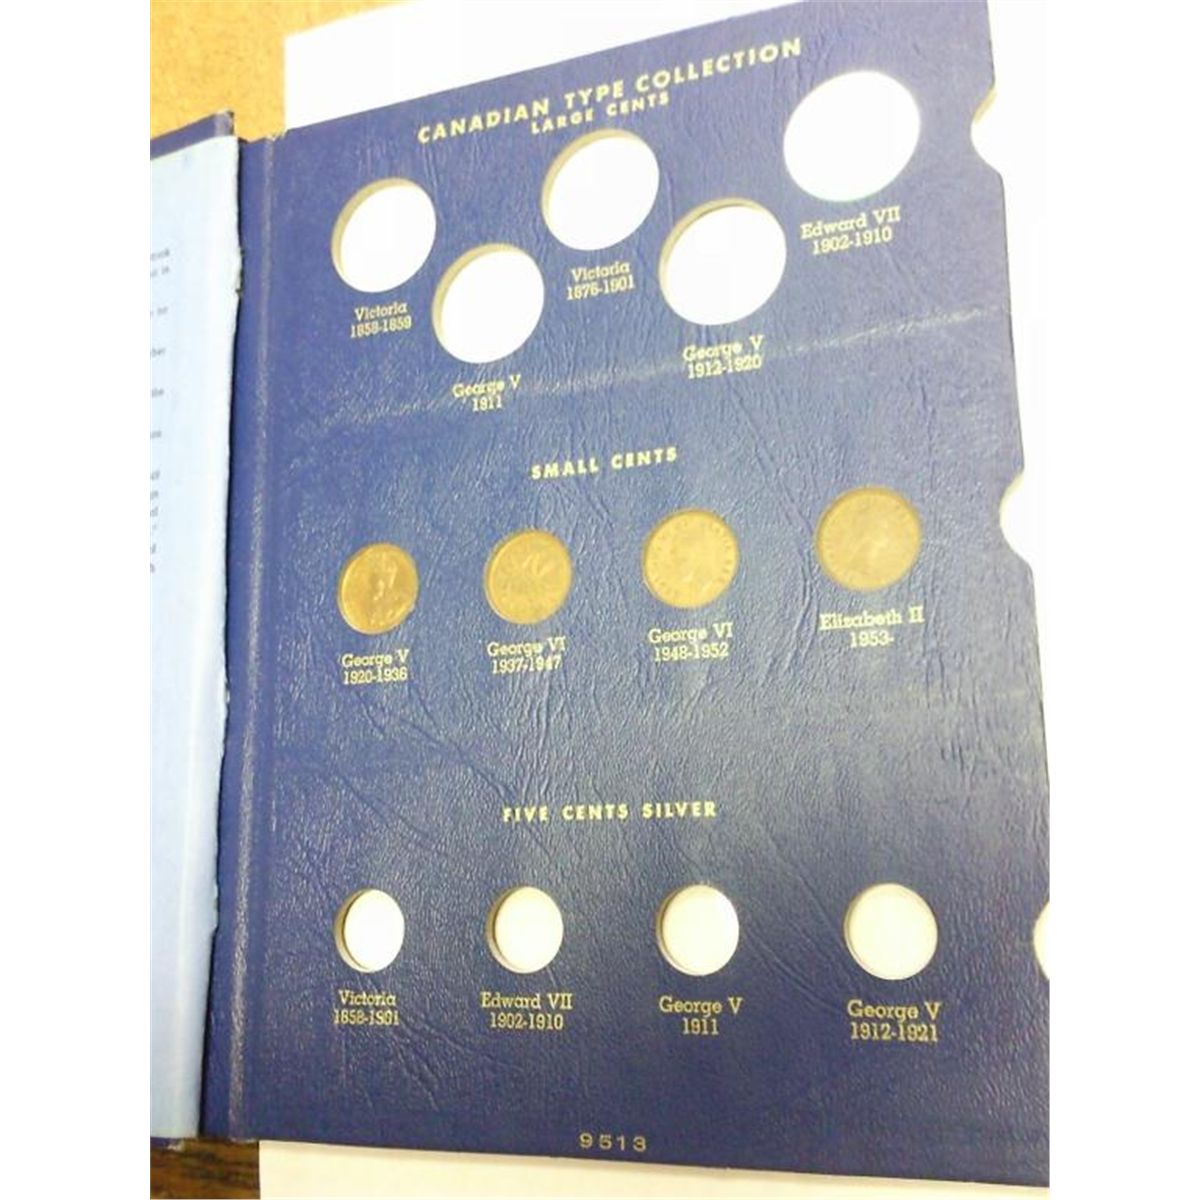 CANADIAN TYPE COLLECTION
LARGE CENTS
Victoria
1858-1859
George V
1911
Victoria
1876-1901
George V
1912-1920
Edward VII
1902-1910
SMALL CENTS
George V
1920-1936
George VI
1937-1947
George VI
1948-1952
Elizabeth II
1953-
FIVE CENTS SILVER
Victoria
1858-1901
Edward VII
1902-1910
George V
1911
George V
1912-1921
9513